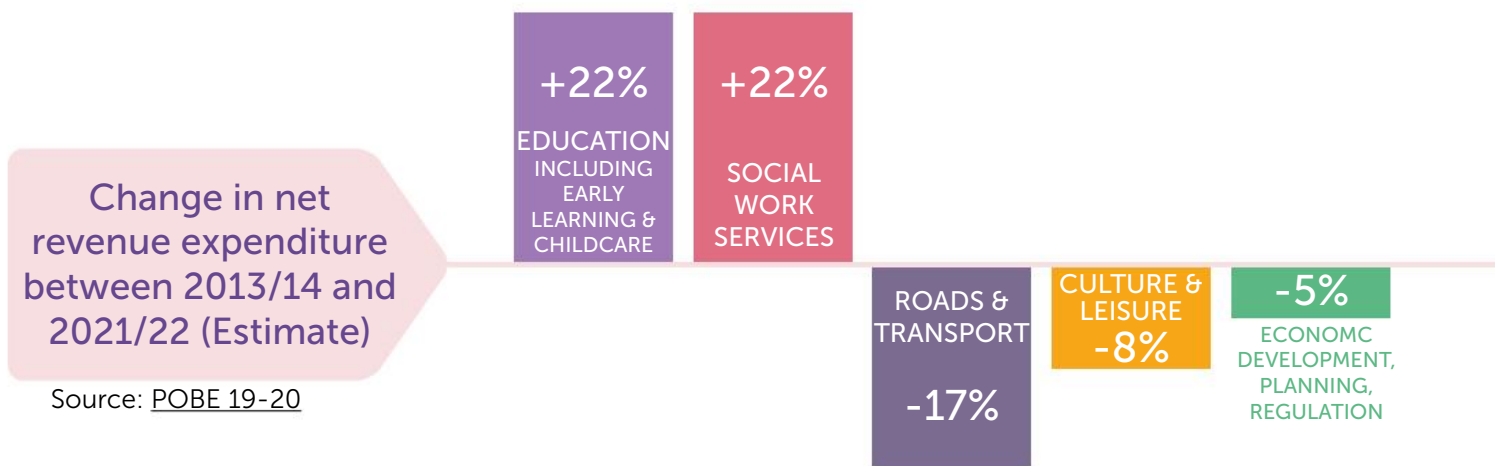 Change in net
revenue expenditure
between 2013/14 and
2021/22 (Estimate)
Source: POBE 19-20
+22%
EDUCATION
INCLUDING
EARLY
LEARNING &
CHILDCARE
+22%
SOCIAL
WORK
SERVICES
ROADS &
TRANSPORT
-17%
CULTURE &
LEISURE
-8%
-5%
ECONOMC
DEVELOPMENT,
PLANNING,
REGULATION